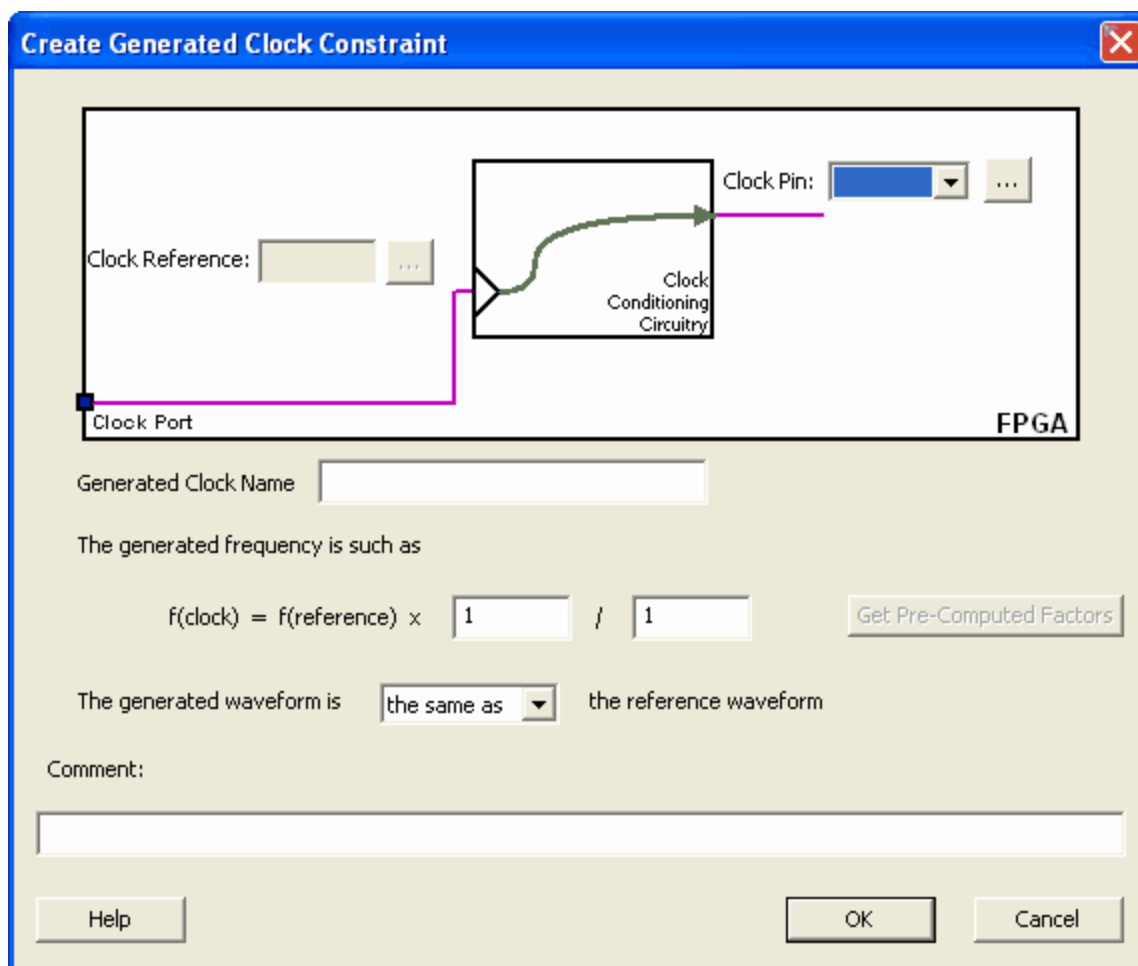 Create Generated Clock Constraint
Clock Pin:
...
Clock Reference:
...
Clock
Conditioning
Circuitry
Clock Port
FPGA
Generated Clock Name
The generated frequency is such as
f(clock) = f(reference) x 1 / 1
Get Pre-Computed Factors
The generated waveform is the same as the reference waveform
Comment:
Help
OK
Cancel